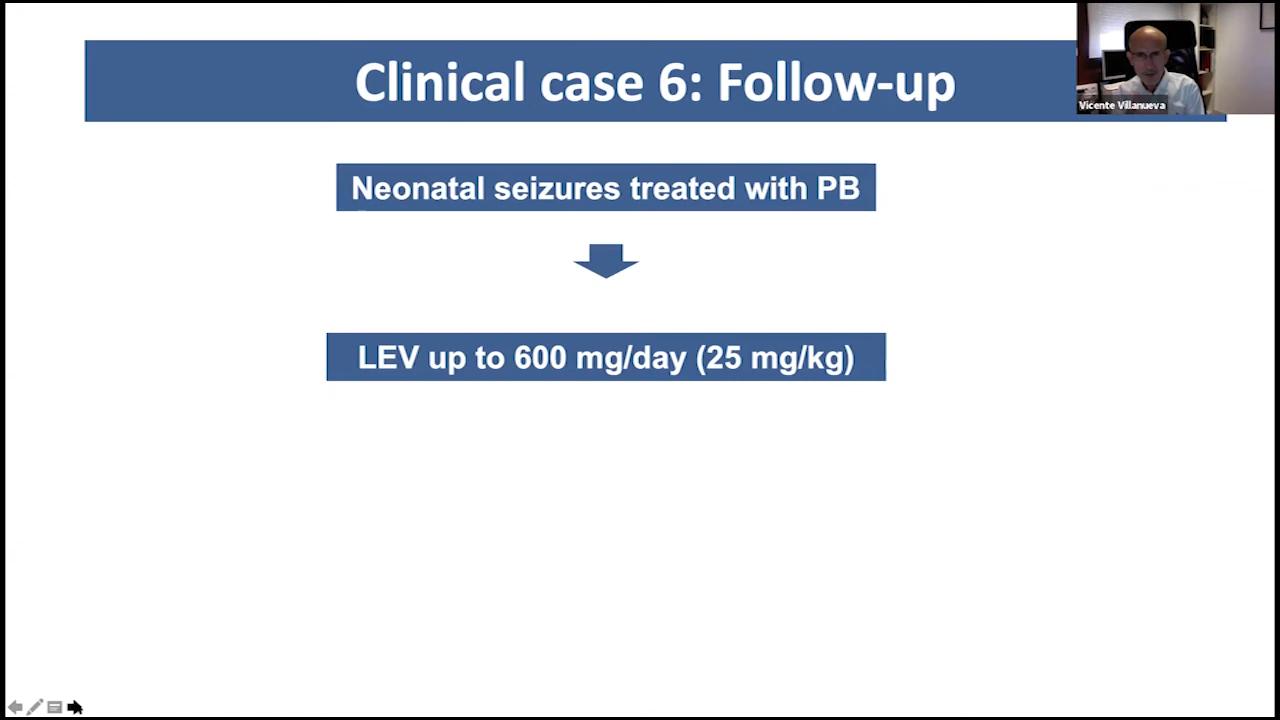 Clinical case 6: Follow-up
Vicente Villanueva
Neonatal seizures treated with PB
LEV up to 600 mg/day (25 mg/kg)